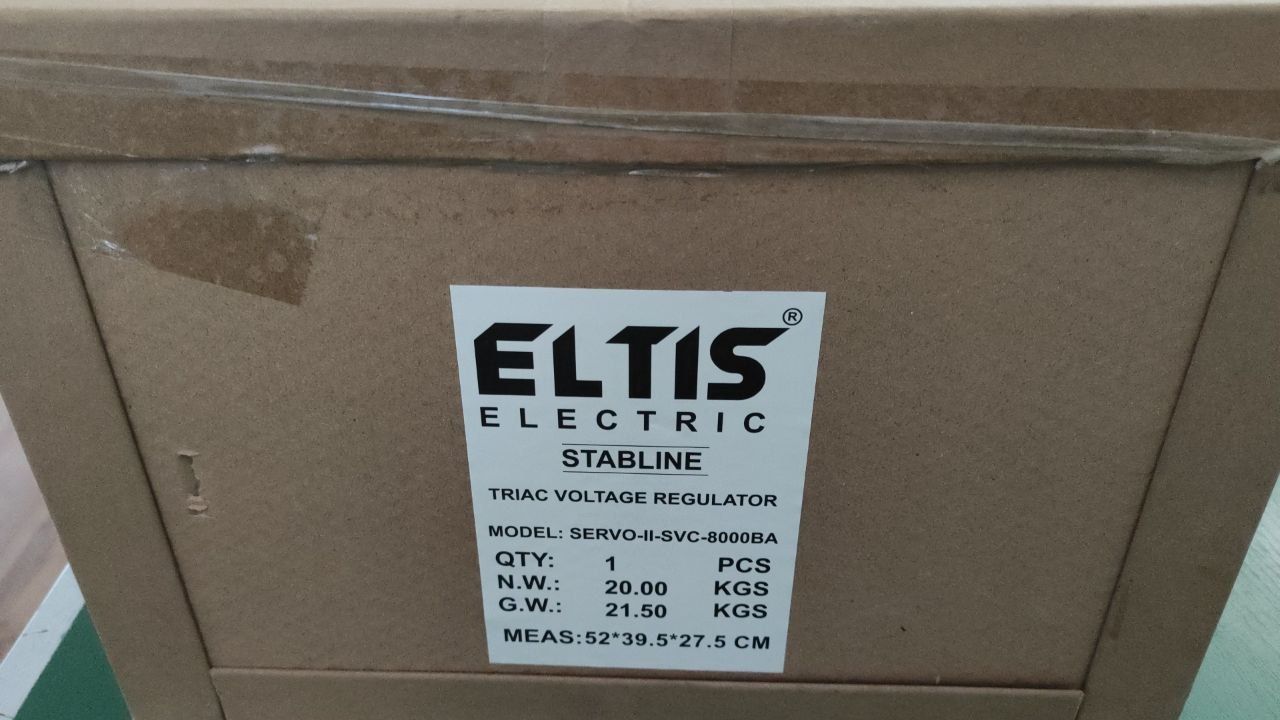 ELTIS®
ELECTRIC
STABLINE
TRIAC VOLTAGE REGULATOR
MODEL: SERVO-II-SVC-8000BA
QTY: 1 PCS
N.W.: 20.00 KGS
G.W.: 21.50 KGS
MEAS:52*39.5*27.5 CM